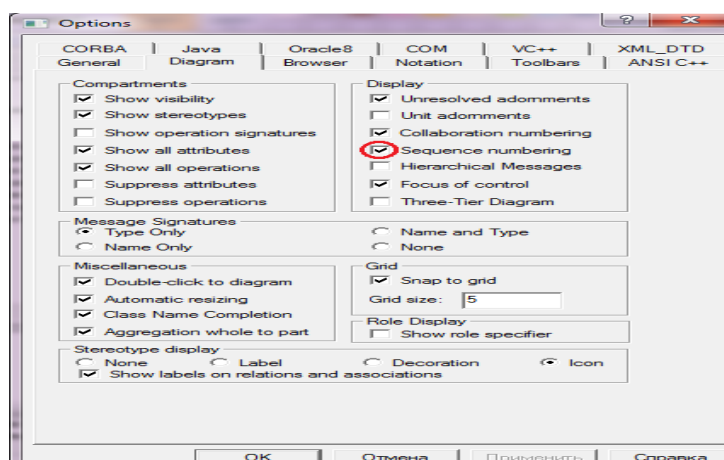 Options
CORBA Java Oracle8 COM VC++ XML_DTD
General Diagram Browser Notation Toolbars ANSI C++
Compartments
Show visibility
Show stereotypes
Show operation signatures
Show all attributes
Show all operations
Suppress attributes
Suppress operations
Display
Unresolved adornments
Unit adornments
Collaboration numbering
Sequence numbering
Hierarchical Messages
Focus of control
Three-Tier Diagram
Message Signatures
Type Only Name and Type
Name Only None
Miscellaneous
Double-click to diagram
Automatic resizing
Class Name Completion
Aggregation whole to part
Grid
Snap to grid
Grid size: 5
Role Display
Show role specifier
Stereotype display
None Label Decoration Icon
Show labels on relations and associations
OK Отмена Применить Справка